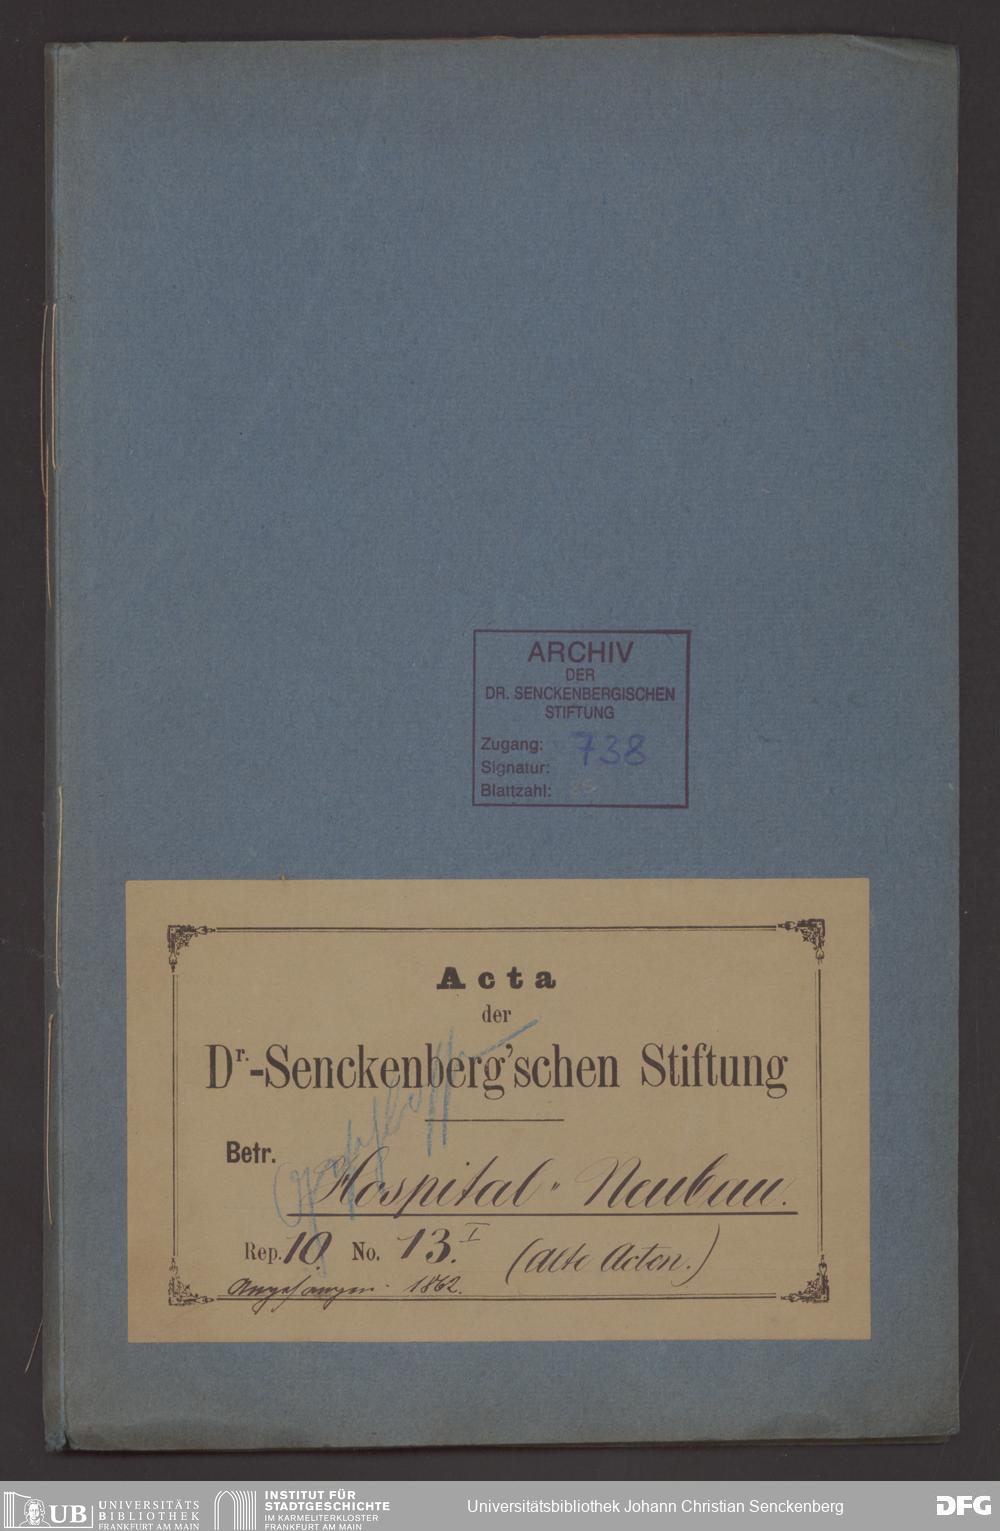 ARCHIV
DER
DR. SENCKENBERGISCHEN
STIFTUNG
Zugang: 738
Signatur:
Blattzahl:
Acta
der
Dr.-Senckenberg'schen Stiftung
Betr.
Hospital-Neubau.
Rep. 10. No. 13. I (alte Acten.)
Angefangen. 1862.
UB UNIVERSITÄTS
BIBLIOTHEK
FRANKFURT AM MAIN
INSTITUT FÜR
STADTGESCHICHTE
IM KARMELITERKLOSTER
FRANKFURT AM MAIN
Universitätsbibliothek Johann Christian Senckenberg
DFG